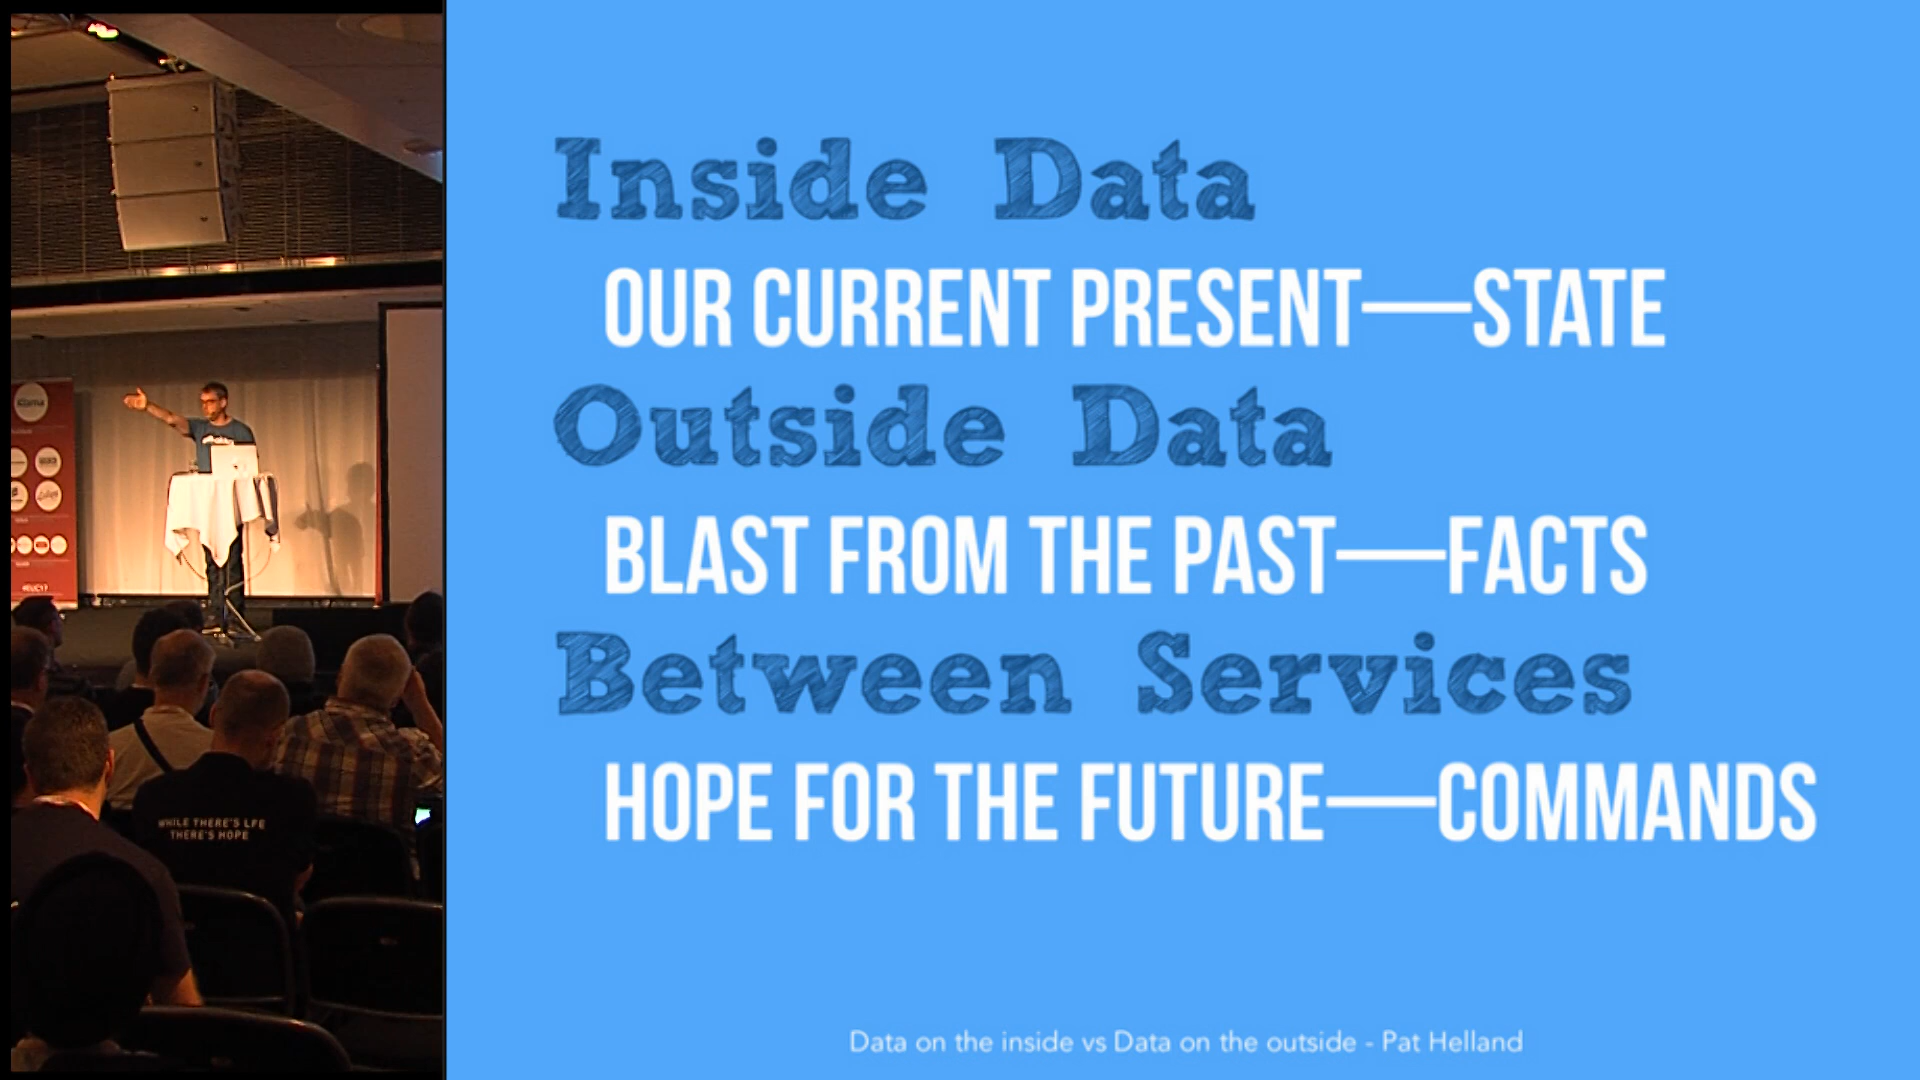 Inside Data
OUR CURRENT PRESENT—STATE
Outside Data
BLAST FROM THE PAST—FACTS
Between Services
HOPE FOR THE FUTURE—COMMANDS
Data on the inside vs Data on the outside - Pat Helland
WHILE THERE'S LFE
THERE'S HOPE